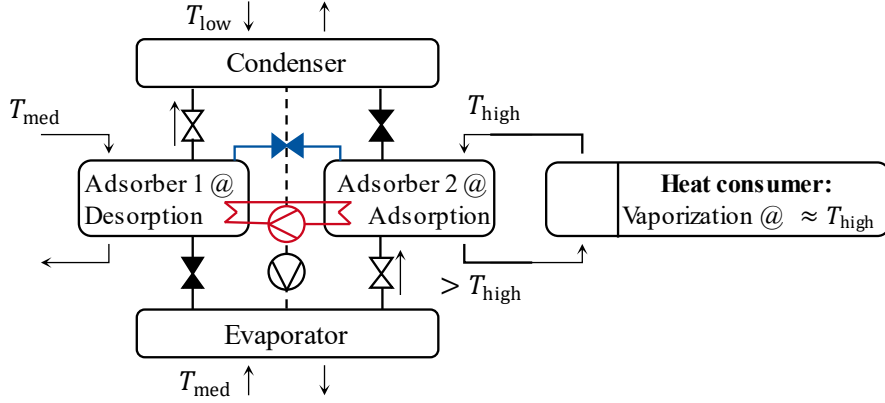 T_low
Condenser
T_med
T_high
Adsorber 1 @
Desorption
Adsorber 2 @
Adsorption
Heat consumer:
Vaporization @ ≈ T_high
> T_high
Evaporator
T_med